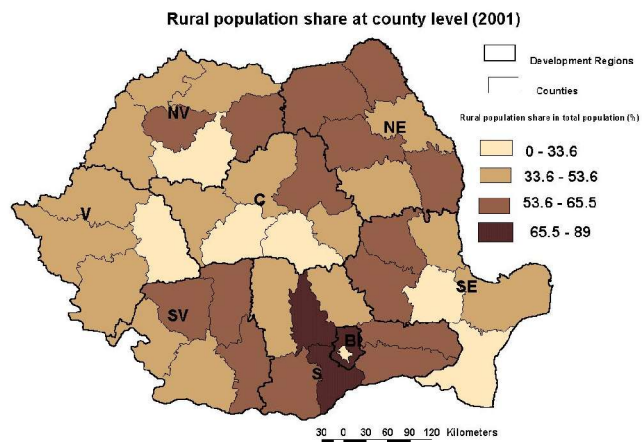 Rural population share at county level (2001)
Development Regions
Counties
Rural population share in total population (%)
0 - 33.6
33.6 - 53.6
53.6 - 65.5
65.5 - 89
NV
NE
C
V
SE
SV
BI
S
30 0 30 60 90 120 Kilometers